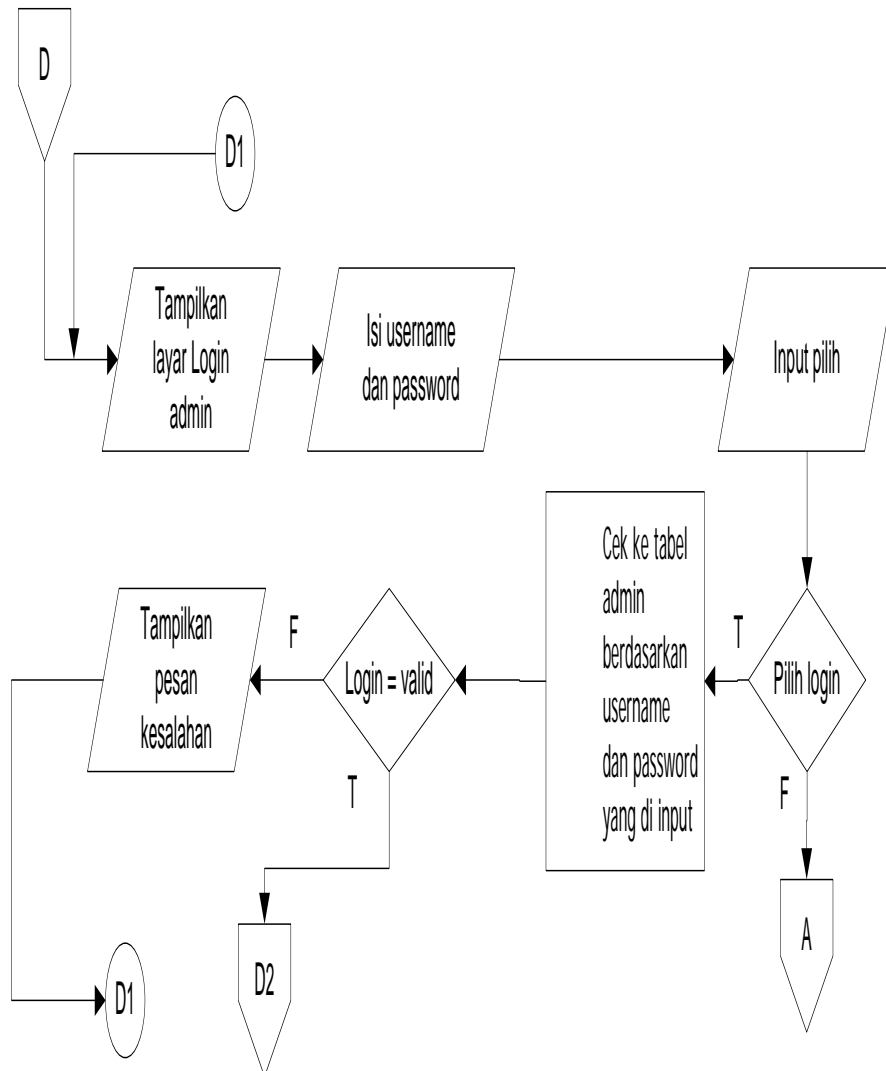 D
D1
Tampilkan
layar Login
admin
Isi username
dan password
Input pilih
Cek ke tabel
admin
berdasarkan
username
dan password
yang di input
T
Pilih login
F
Login = valid
F
T
Tampilkan
pesan
kesalahan
A
D2
D1